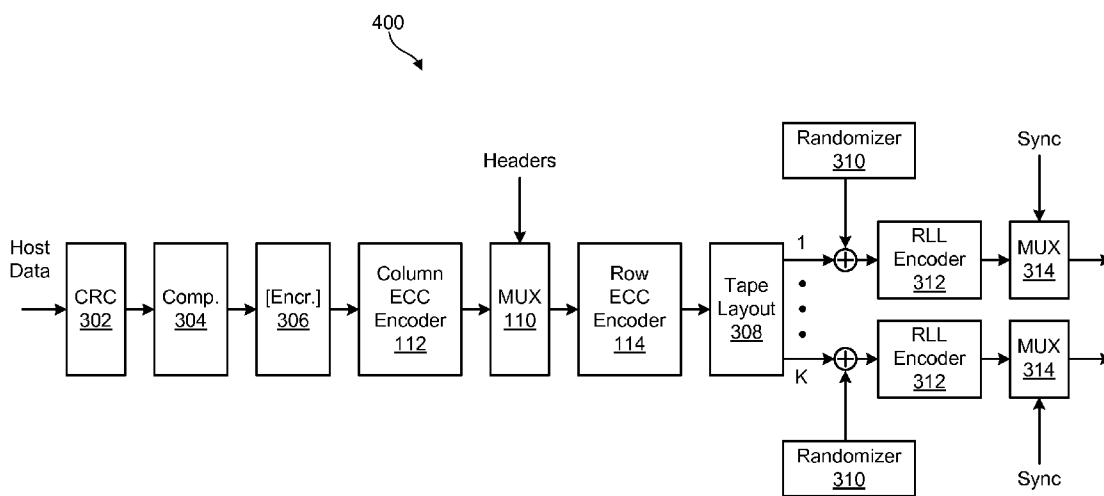 400
Randomizer
310
Sync
Headers
Host
Data
CRC
302
Comp.
304
[Encr.]
306
Column
ECC
Encoder
112
MUX
110
Row
ECC
Encoder
114
Tape
Layout
308
1
K
RLL
Encoder
312
MUX
314
RLL
Encoder
312
MUX
314
Randomizer
310
Sync